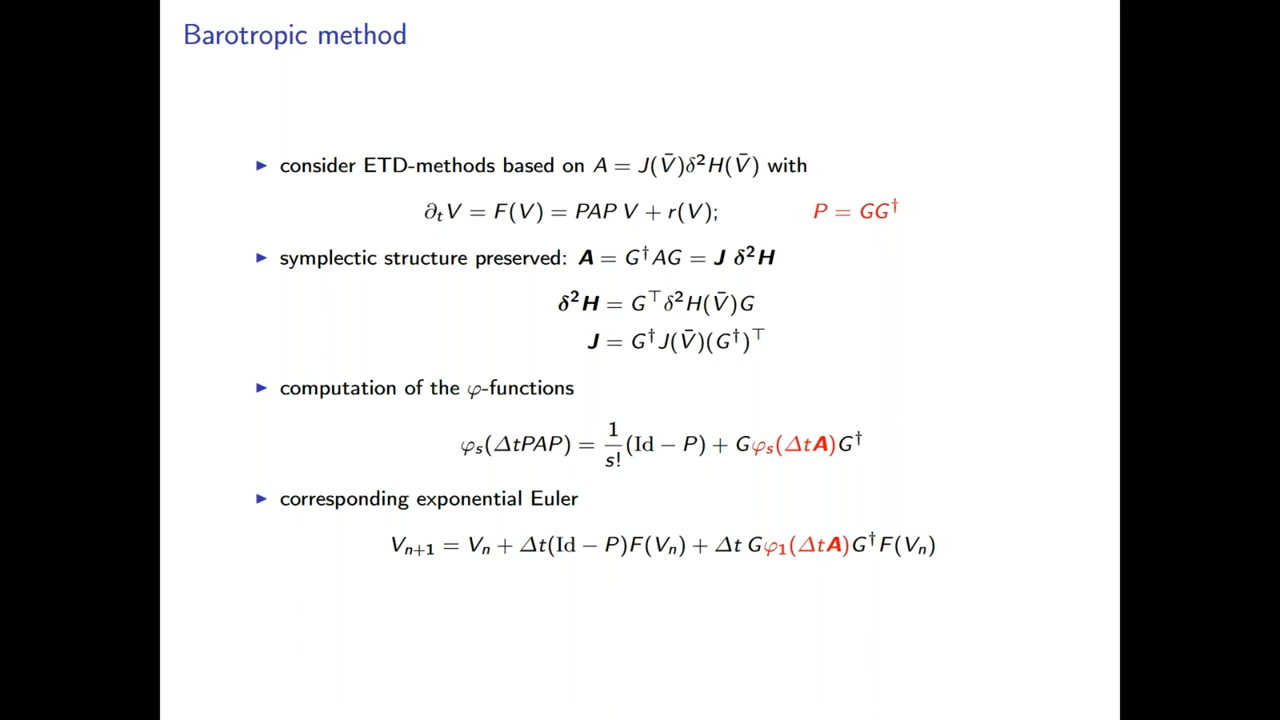 Barotropic method
▶ consider ETD-methods based on A = J(V̄)δ²H(V̄) with
∂ₜV = F(V) = PAP V + r(V); P = GG†
▶ symplectic structure preserved: 𝑨 = G†AG = 𝑱 𝜹²𝑯
𝜹²𝑯 = G⊤δ²H(V̄)G
𝑱 = G†J(V̄)(G†)⊤
▶ computation of the φ-functions
φₛ(ΔtPAP) = 1/s! (Id − P) + Gφₛ(Δt𝑨)G†
▶ corresponding exponential Euler
Vₙ₊₁ = Vₙ + Δt(Id − P)F(Vₙ) + Δt Gφ₁(Δt𝑨)G†F(Vₙ)